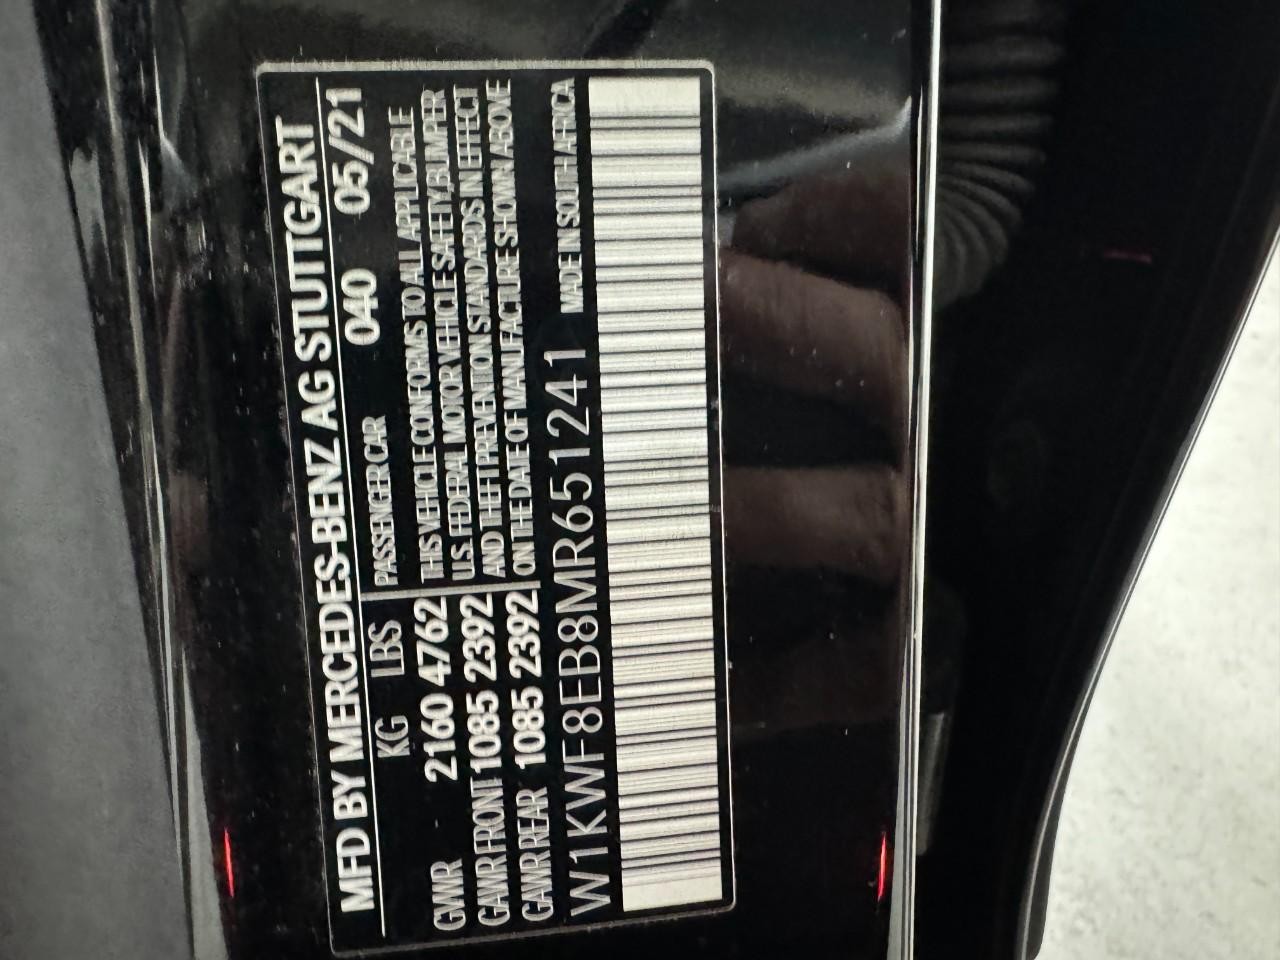 MFD BY MERCEDES-BENZ AG STUTTGART
KG LBS PASSENGER CAR 040 05/21
GWR 2160 4762 THIS VEHICLE CONFORMS TO ALL APPLICABLE
GAWR FRONT 1085 2392 U.S. FEDERAL MOTOR VEHICLE SAFETY, BUMPER
GAWR REAR 1085 2392 AND THEFT PREVENTION STANDARDS IN EFFECT
ON THE DATE OF MANUFACTURE SHOWN ABOVE
W1KWF8EB8MR651241 MADE IN SOUTH AFRICA